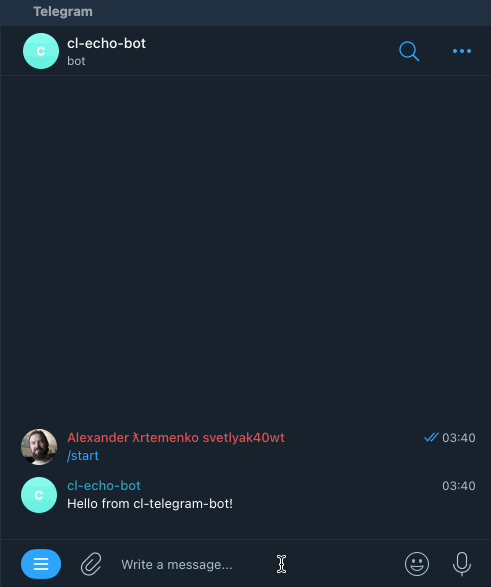 Telegram
C
cl-echo-bot
bot
Alexander ƛrtemenko svetlyak40wt
03:40
/start
C
cl-echo-bot
03:40
Hello from cl-telegram-bot!
Write a message...